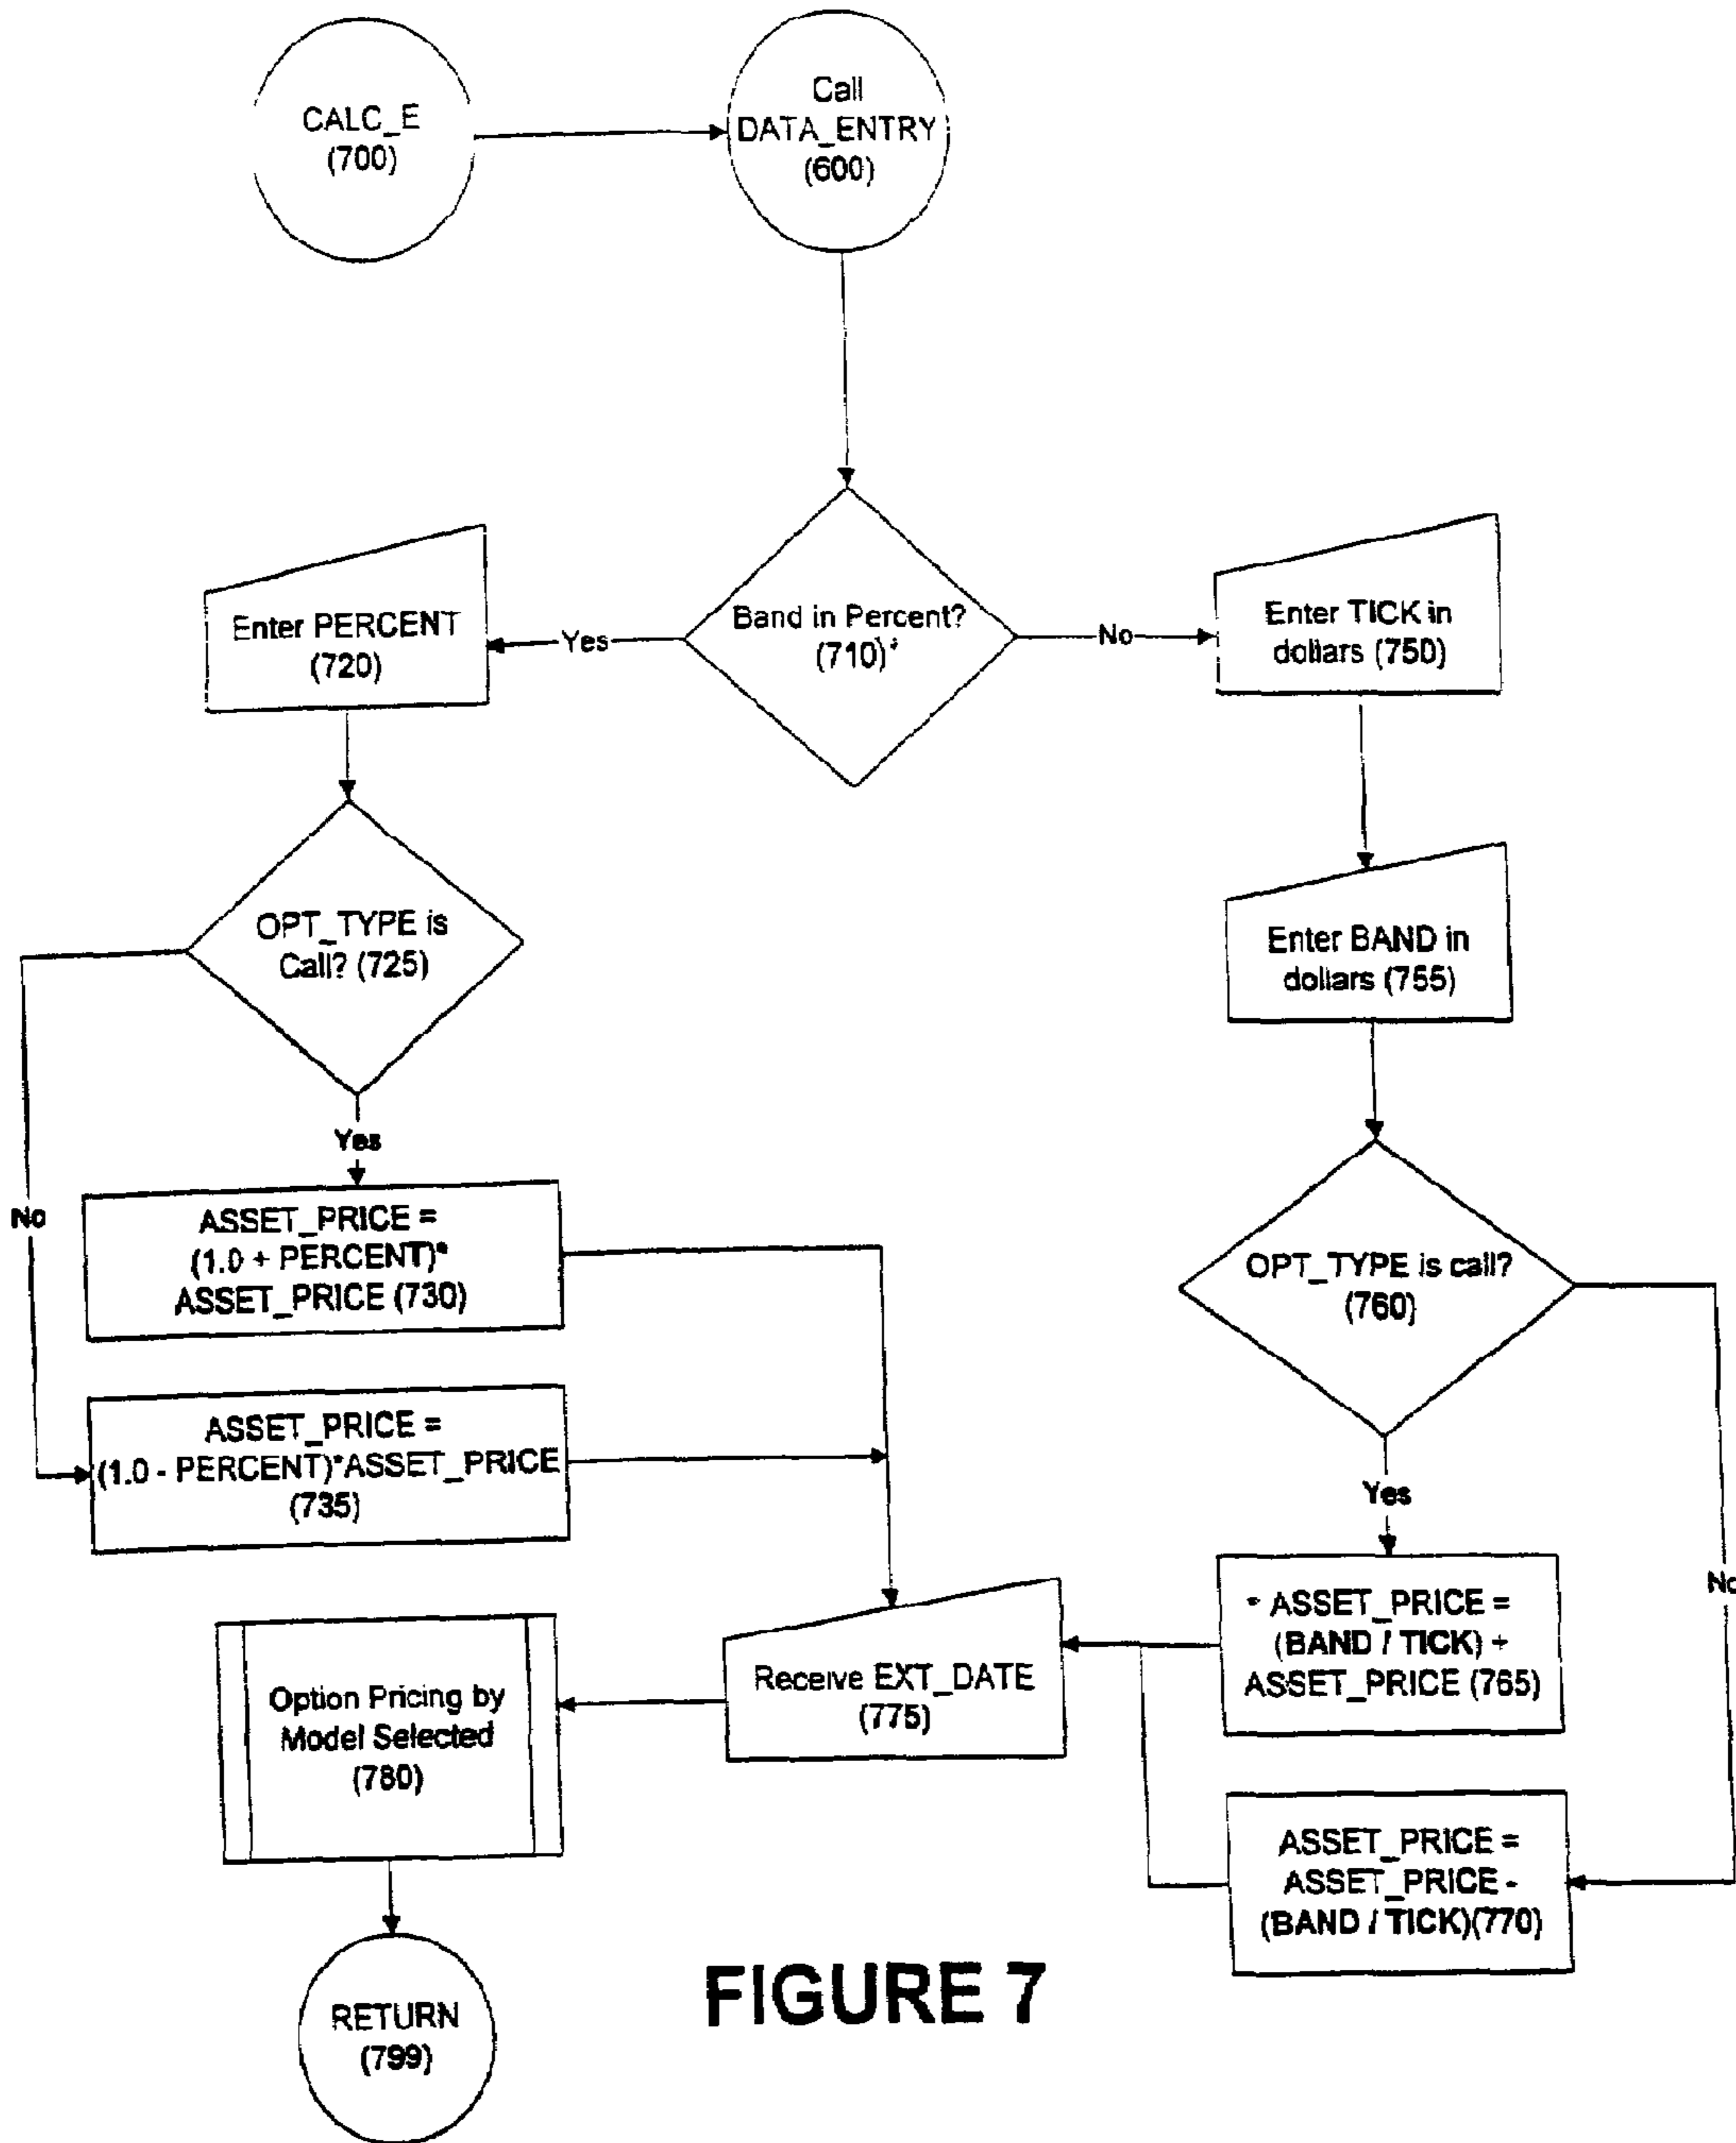 CALC_E
(700)
Call
DATA_ENTRY
(600)
Band in Percent?
(710)
Yes
No
Enter PERCENT
(720)
Enter TICK in
dollars (750)
OPT_TYPE is
Call? (725)
Enter BAND in
dollars (755)
Yes
No
ASSET_PRICE =
(1.0 + PERCENT)*
ASSET_PRICE (730)
OPT_TYPE is call?
(760)
ASSET_PRICE =
(1.0 - PERCENT)*ASSET_PRICE
(735)
Yes
No
ASSET_PRICE =
(BAND / TICK) +
ASSET_PRICE (765)
Receive EXT_DATE
(775)
Option Pricing by
Model Selected
(780)
ASSET_PRICE =
ASSET_PRICE -
(BAND / TICK)(770)
RETURN
(799)
FIGURE 7